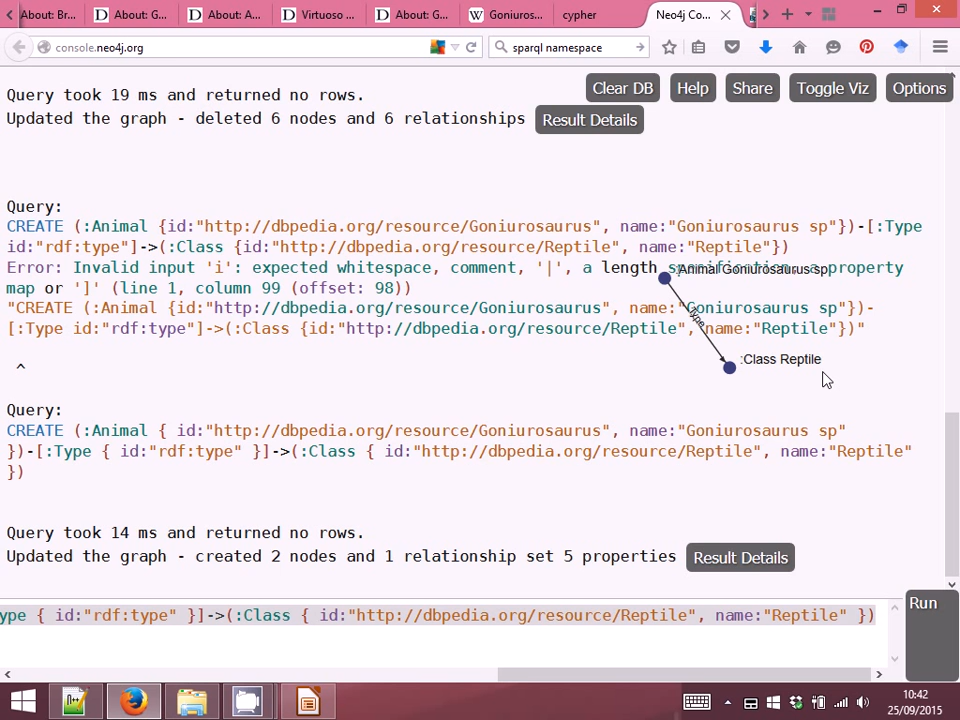 About: Br...
About: G...
About: A...
Virtuoso ...
About: G...
Goniuros...
cypher
Neo4j Co...
console.neo4j.org
sparql namespace
Clear DB
Help
Share
Toggle Viz
Options
Query took 19 ms and returned no rows.
Updated the graph - deleted 6 nodes and 6 relationships
Result Details
Query:
CREATE (:Animal {id:"http://dbpedia.org/resource/Goniurosaurus", name:"Goniurosaurus sp"})-[:Type
id:"rdf:type"]->(:Class {id:"http://dbpedia.org/resource/Reptile", name:"Reptile"})
Error: Invalid input 'i': expected whitespace, comment, '|', a length specification, a property
map or ']' (line 1, column 99 (offset: 98))
"CREATE (:Animal {id:"http://dbpedia.org/resource/Goniurosaurus", name:"Goniurosaurus sp"})-
[:Type id:"rdf:type"]->(:Class {id:"http://dbpedia.org/resource/Reptile", name:"Reptile"})"
^
:Animal Goniurosaurus sp
:Type
:Class Reptile
Query:
CREATE (:Animal { id:"http://dbpedia.org/resource/Goniurosaurus", name:"Goniurosaurus sp"
})-[:Type { id:"rdf:type" }]->(:Class { id:"http://dbpedia.org/resource/Reptile", name:"Reptile"
})
Query took 14 ms and returned no rows.
Updated the graph - created 2 nodes and 1 relationship set 5 properties
Result Details
ype { id:"rdf:type" }]->(:Class { id:"http://dbpedia.org/resource/Reptile", name:"Reptile" })
Run
10:42
25/09/2015